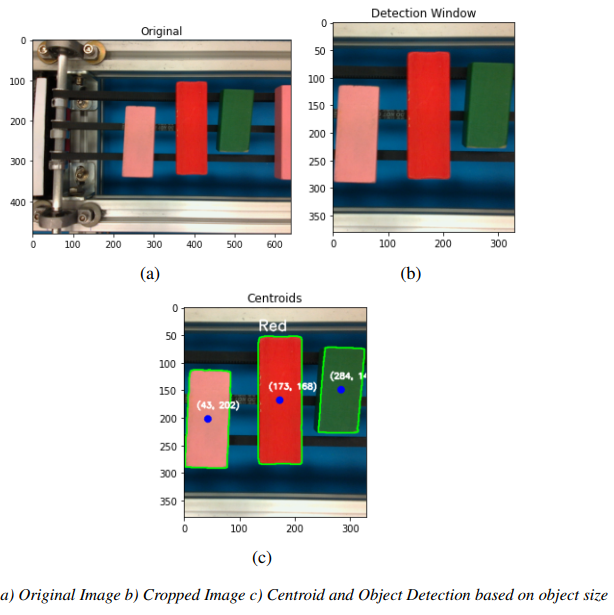 Original
0
100
200
300
400
0 100 200 300 400 500 600
(a)
Detection Window
0
50
100
150
200
250
300
350
0 100 200 300
(b)
Centroids
0
50
100
150
200
250
300
350
0 100 200 300
Red
(43, 202)
(173, 168)
(284, 14
(c)
a) Original Image b) Cropped Image c) Centroid and Object Detection based on object size